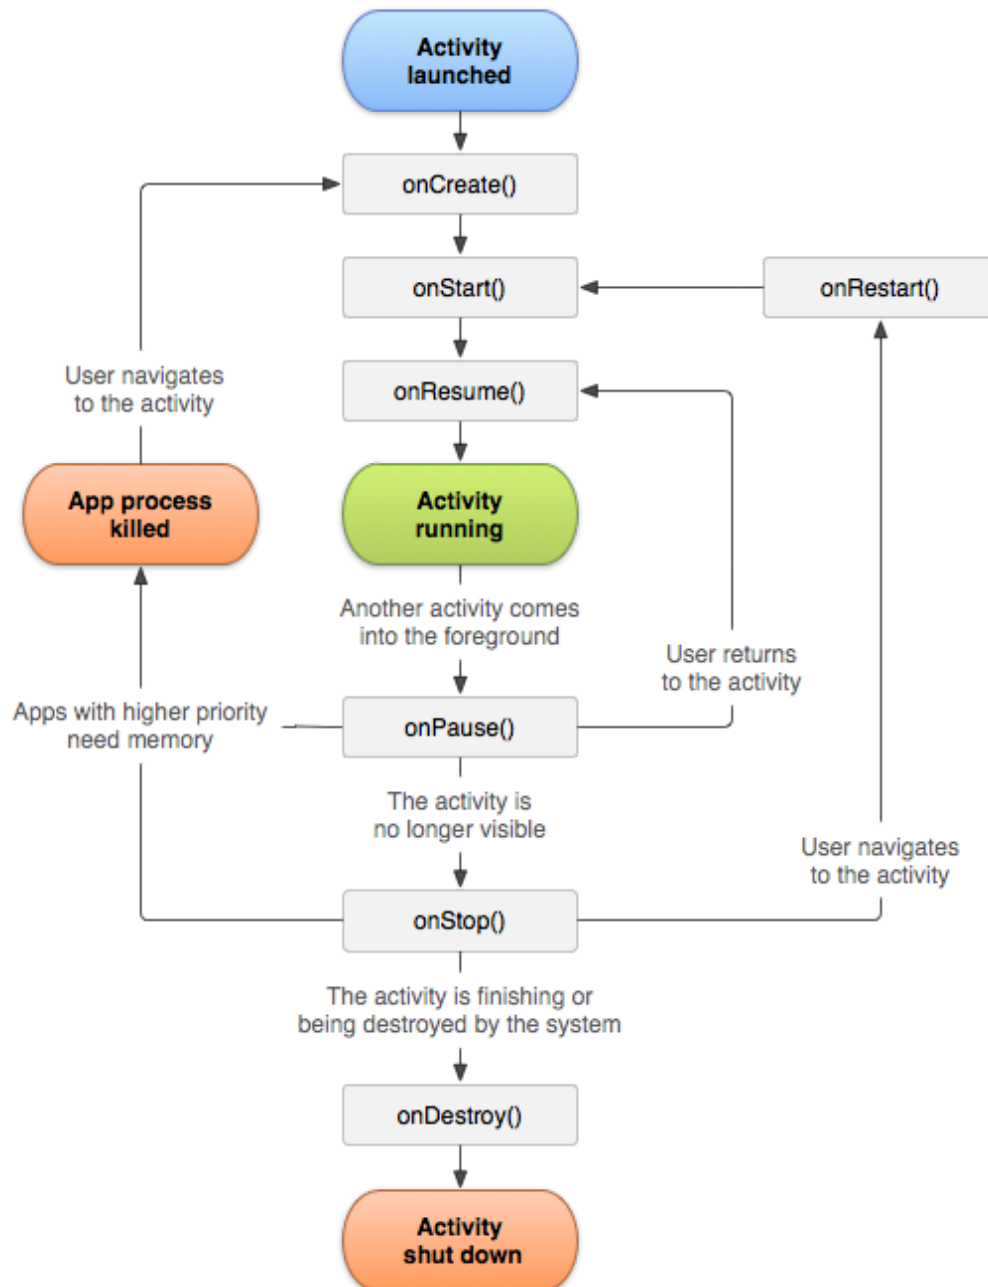 Activity
launched
onCreate()
onStart()
onRestart()
User navigates
to the activity
onResume()
App process
killed
Activity
running
Another activity comes
into the foreground
User returns
to the activity
Apps with higher priority
need memory
onPause()
The activity is
no longer visible
User navigates
to the activity
onStop()
The activity is finishing or
being destroyed by the system
onDestroy()
Activity
shut down